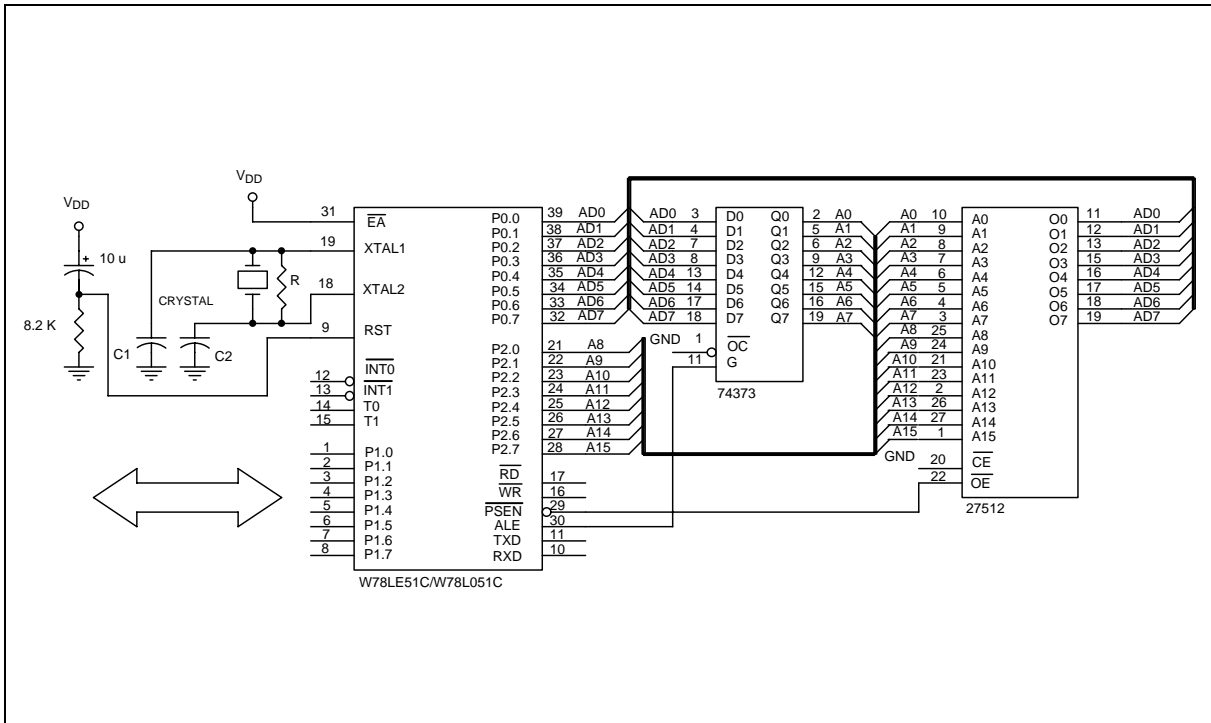 VDD
10 u
8.2 K
VDD
CRYSTAL
R
C1
C2
31 EA
19 XTAL1
18 XTAL2
9 RST
12 INT0
13 INT1
14 T0
15 T1
1 P1.0
2 P1.1
3 P1.2
4 P1.3
5 P1.4
6 P1.5
7 P1.6
8 P1.7
P0.0 39 AD0
P0.1 38 AD1
P0.2 37 AD2
P0.3 36 AD3
P0.4 35 AD4
P0.5 34 AD5
P0.6 33 AD6
P0.7 32 AD7
P2.0 21 A8
P2.1 22 A9
P2.2 23 A10
P2.3 24 A11
P2.4 25 A12
P2.5 26 A13
P2.6 27 A14
P2.7 28 A15
RD 17
WR 16
PSEN 29
ALE 30
TXD 11
RXD 10
W78LE51C/W78L051C
AD0 3 D0 Q0 2 A0
AD1 4 D1 Q1 5 A1
AD2 7 D2 Q2 6 A2
AD3 8 D3 Q3 9 A3
AD4 13 D4 Q4 12 A4
AD5 14 D5 Q5 15 A5
AD6 17 D6 Q6 16 A6
AD7 18 D7 Q7 19 A7
GND 1 OC
11 G
74373
A0 10 A0 O0 11 AD0
A1 9 A1 O1 12 AD1
A2 8 A2 O2 13 AD2
A3 7 A3 O3 15 AD3
A4 6 A4 O4 16 AD4
A5 5 A5 O5 17 AD5
A6 4 A6 O6 18 AD6
A7 3 A7 O7 19 AD7
A8 25 A8
A9 24 A9
A10 21 A10
A11 23 A11
A12 2 A12
A13 26 A13
A14 27 A14
A15 1 A15
GND 20 CE
22 OE
27512